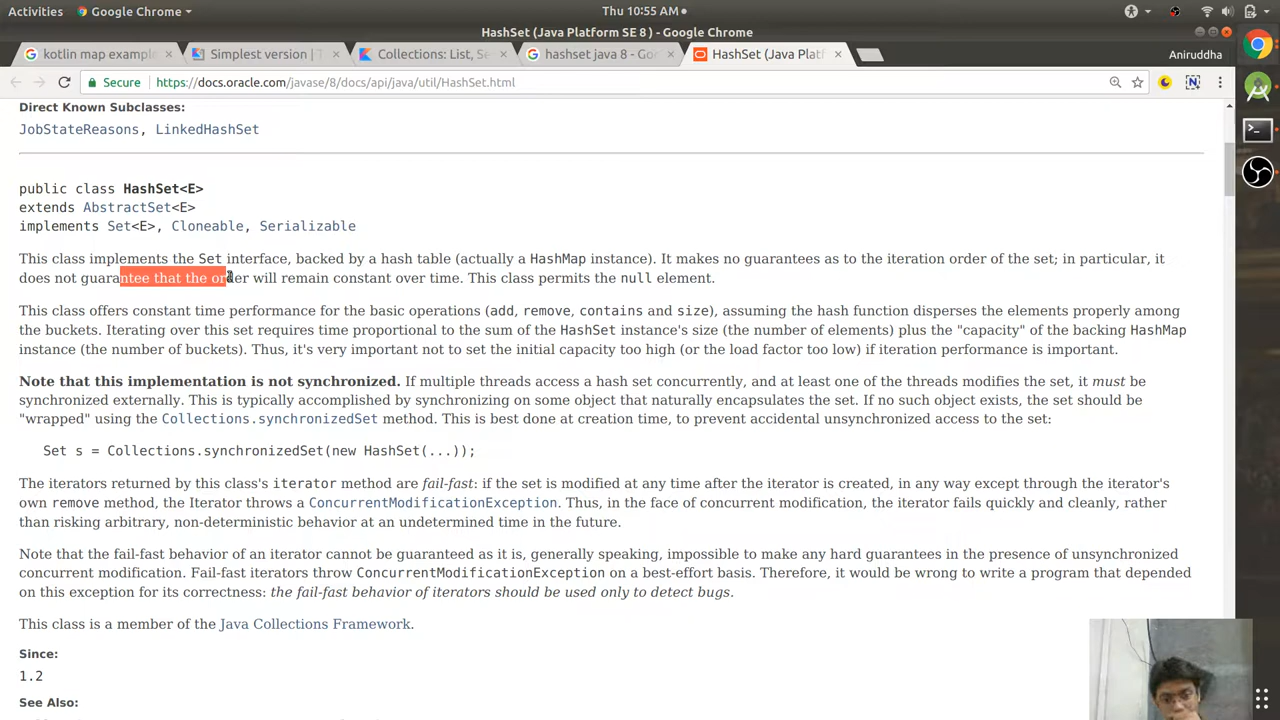 Activities Google Chrome Thu 10:55 AM
HashSet (Java Platform SE 8 ) - Google Chrome
kotlin map example × Simplest version | T × Collections: List, Se × hashset java 8 - Goo × HashSet (Java Platf × Aniruddha
Secure https://docs.oracle.com/javase/8/docs/api/java/util/HashSet.html
Direct Known Subclasses:
JobStateReasons, LinkedHashSet
public class HashSet<E>
extends AbstractSet<E>
implements Set<E>, Cloneable, Serializable
This class implements the Set interface, backed by a hash table (actually a HashMap instance). It makes no guarantees as to the iteration order of the set; in particular, it
does not guarantee that the order will remain constant over time. This class permits the null element.
This class offers constant time performance for the basic operations (add, remove, contains and size), assuming the hash function disperses the elements properly among
the buckets. Iterating over this set requires time proportional to the sum of the HashSet instance's size (the number of elements) plus the "capacity" of the backing HashMap
instance (the number of buckets). Thus, it's very important not to set the initial capacity too high (or the load factor too low) if iteration performance is important.
Note that this implementation is not synchronized. If multiple threads access a hash set concurrently, and at least one of the threads modifies the set, it must be
synchronized externally. This is typically accomplished by synchronizing on some object that naturally encapsulates the set. If no such object exists, the set should be
"wrapped" using the Collections.synchronizedSet method. This is best done at creation time, to prevent accidental unsynchronized access to the set:
Set s = Collections.synchronizedSet(new HashSet(...));
The iterators returned by this class's iterator method are fail-fast: if the set is modified at any time after the iterator is created, in any way except through the iterator's
own remove method, the Iterator throws a ConcurrentModificationException. Thus, in the face of concurrent modification, the iterator fails quickly and cleanly, rather
than risking arbitrary, non-deterministic behavior at an undetermined time in the future.
Note that the fail-fast behavior of an iterator cannot be guaranteed as it is, generally speaking, impossible to make any hard guarantees in the presence of unsynchronized
concurrent modification. Fail-fast iterators throw ConcurrentModificationException on a best-effort basis. Therefore, it would be wrong to write a program that depended
on this exception for its correctness: the fail-fast behavior of iterators should be used only to detect bugs.
This class is a member of the Java Collections Framework.
Since:
1.2
See Also: